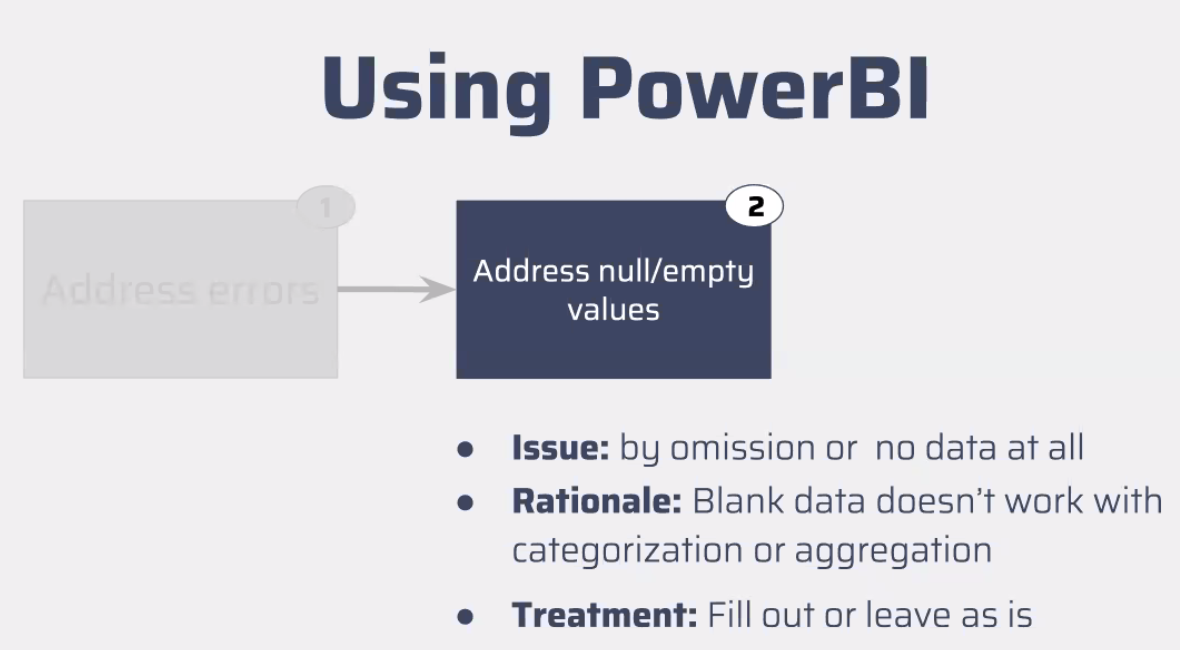 Using PowerBI
1
2
Address errors
Address null/empty
values
● Issue: by omission or  no data at all
● Rationale: Blank data doesn't work with
categorization or aggregation
● Treatment: Fill out or leave as is